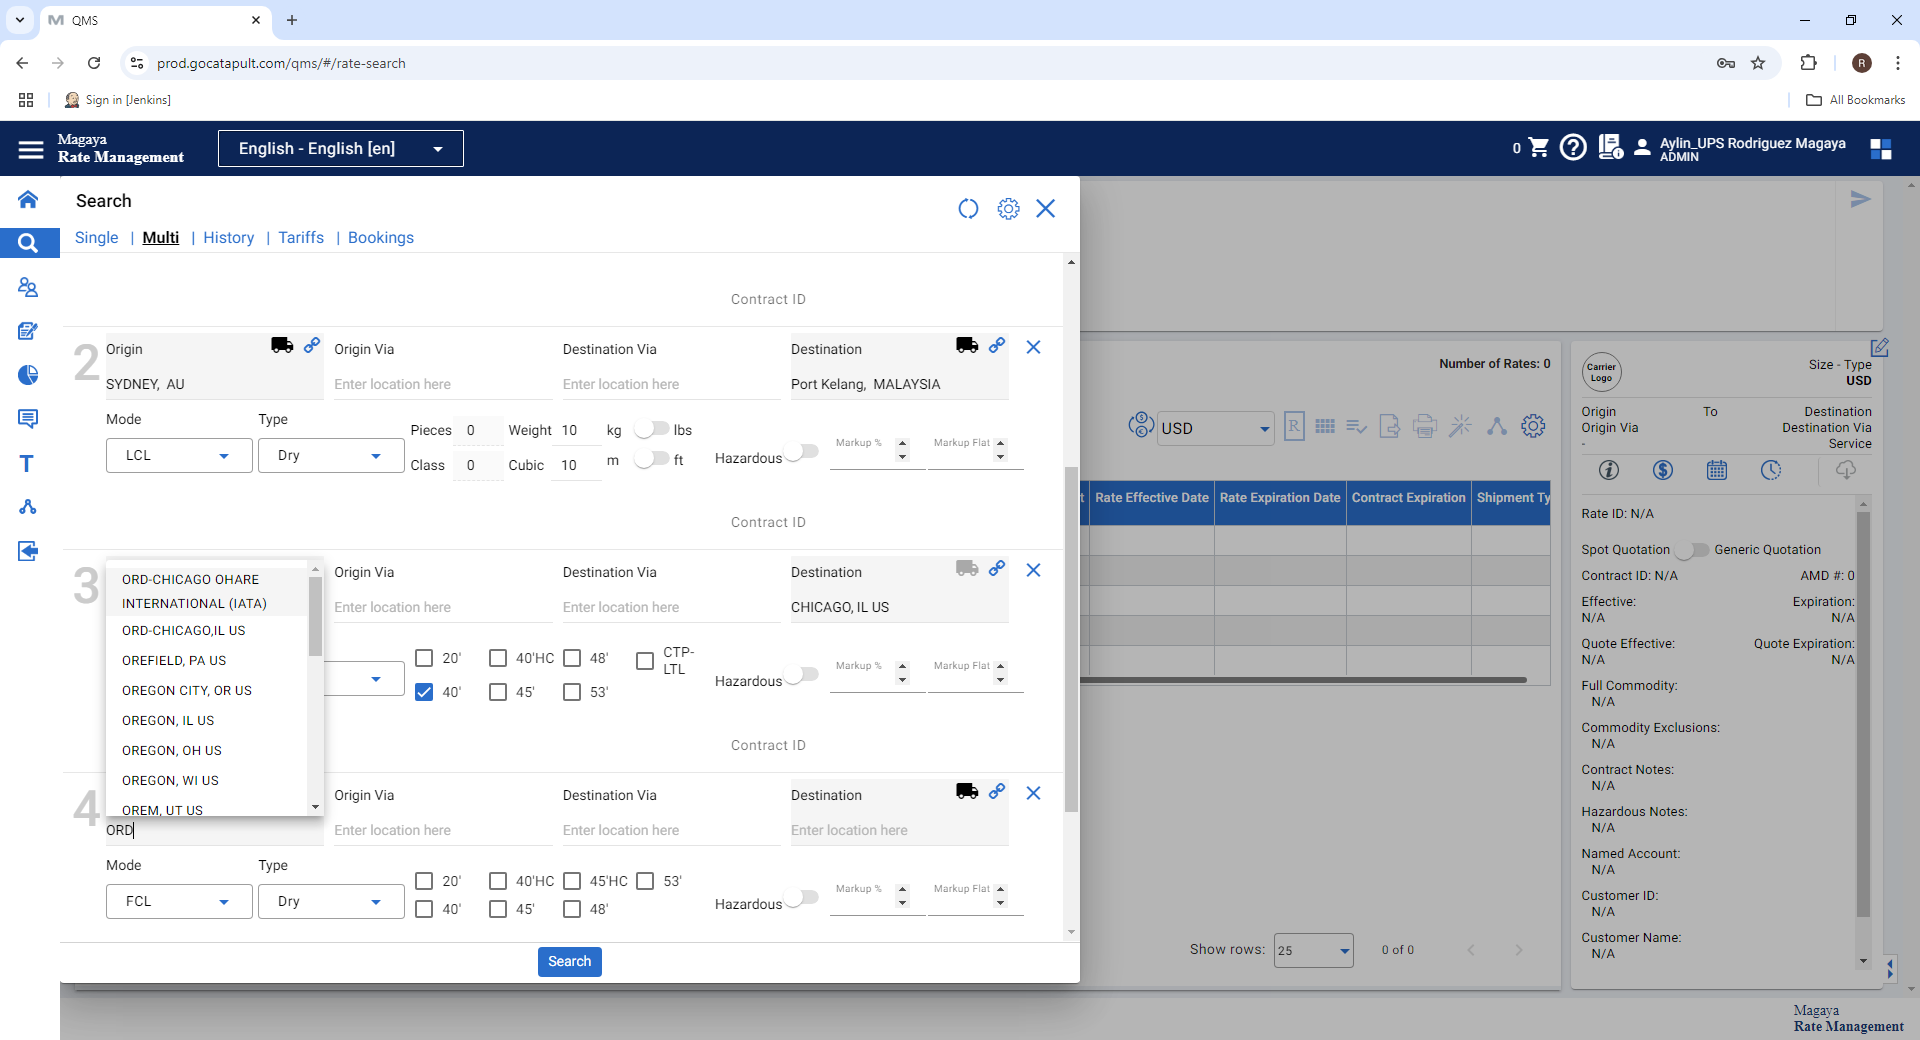 QMS
prod.gocatapult.com/qms/#/rate-search
R
Sign in [Jenkins]
All Bookmarks
Magaya
Rate Management
English - English [en]
0
Aylin_UPS Rodriguez Magaya
ADMIN
Search
Single | Multi | History | Tariffs | Bookings
Contract ID
2
Origin
Origin Via
Destination Via
Destination
SYDNEY, AU
Enter location here
Enter location here
Port Kelang, MALAYSIA
Mode
Type
LCL
Dry
Pieces 0 Weight 10 kg lbs
Class 0 Cubic 10 m ft
Hazardous
Markup %
Markup Flat
Contract ID
3
ORD-CHICAGO OHARE
INTERNATIONAL (IATA)
ORD-CHICAGO,IL US
OREFIELD, PA US
OREGON CITY, OR US
OREGON, IL US
OREGON, OH US
OREGON, WI US
OREM, UT US
Origin Via
Destination Via
Destination
Enter location here
Enter location here
CHICAGO, IL US
20' 40'HC 48' CTP-
LTL
40' 45' 53'
Hazardous
Markup %
Markup Flat
Contract ID
4
Origin Via
Destination Via
Destination
ORD
Enter location here
Enter location here
Enter location here
Mode
Type
FCL
Dry
20' 40'HC 45'HC 53'
40' 45' 48'
Hazardous
Markup %
Markup Flat
Search
Number of Rates: 0
USD
R
t
Rate Effective Date
Rate Expiration Date
Contract Expiration
Shipment Ty
Show rows: 25
0 of 0
Carrier
Logo
Size - Type
USD
Origin To Destination
Origin Via Destination Via
- Service
Rate ID: N/A
Spot Quotation Generic Quotation
Contract ID: N/A AMD #: 0
Effective: Expiration:
N/A N/A
Quote Effective: Quote Expiration:
N/A N/A
Full Commodity:
N/A
Commodity Exclusions:
N/A
Contract Notes:
N/A
Hazardous Notes:
N/A
Named Account:
N/A
Customer ID:
N/A
Customer Name:
N/A
Magaya
Rate Management